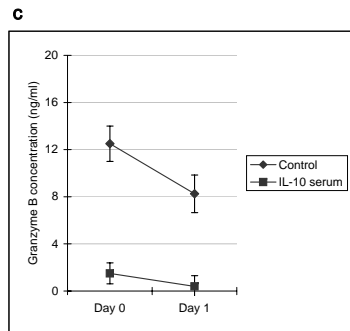 c
Granzyme B concentration (ng/ml)
20
16
12
8
4
0
Day 0
Day 1
Control
IL-10 serum